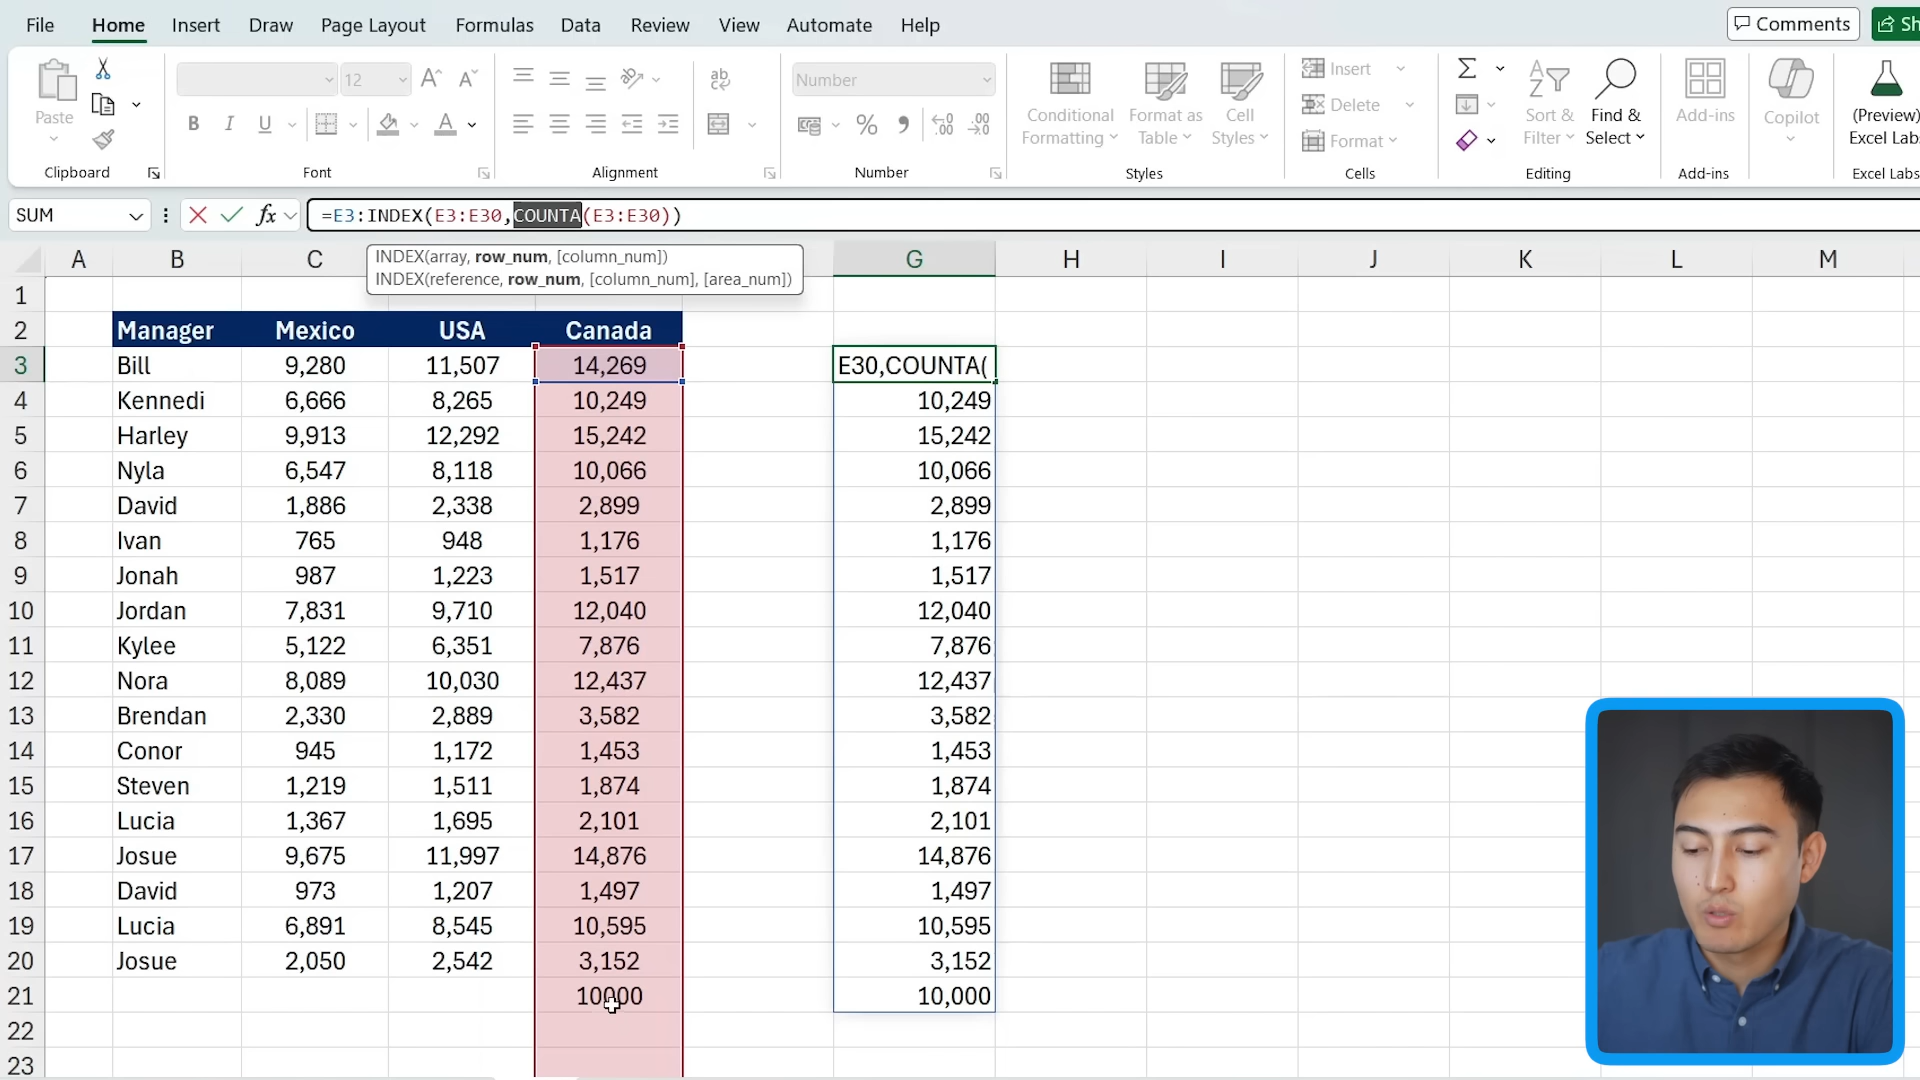 File Home Insert Draw Page Layout Formulas Data Review View Automate Help Comments Sh
Paste
12
B I U
ab
Number
%
Conditional Formatting
Format as Table
Cell Styles
Insert
Delete
Format
Sort & Filter
Find & Select
Add-ins
Copilot
(Preview) Excel Lab
Clipboard Font Alignment Number Styles Cells Editing Add-ins Excel Labs
SUM fx =E3:INDEX(E3:E30,COUNTA(E3:E30))
INDEX(array, row_num, [column_num])
INDEX(reference, row_num, [column_num], [area_num])
A B C G H I J K L M
1
2 Manager Mexico USA Canada
3 Bill 9,280 11,507 14,269 E30,COUNTA(
4 Kennedi 6,666 8,265 10,249 10,249
5 Harley 9,913 12,292 15,242 15,242
6 Nyla 6,547 8,118 10,066 10,066
7 David 1,886 2,338 2,899 2,899
8 Ivan 765 948 1,176 1,176
9 Jonah 987 1,223 1,517 1,517
10 Jordan 7,831 9,710 12,040 12,040
11 Kylee 5,122 6,351 7,876 7,876
12 Nora 8,089 10,030 12,437 12,437
13 Brendan 2,330 2,889 3,582 3,582
14 Conor 945 1,172 1,453 1,453
15 Steven 1,219 1,511 1,874 1,874
16 Lucia 1,367 1,695 2,101 2,101
17 Josue 9,675 11,997 14,876 14,876
18 David 973 1,207 1,497 1,497
19 Lucia 6,891 8,545 10,595 10,595
20 Josue 2,050 2,542 3,152 3,152
21 10000 10,000
22
23